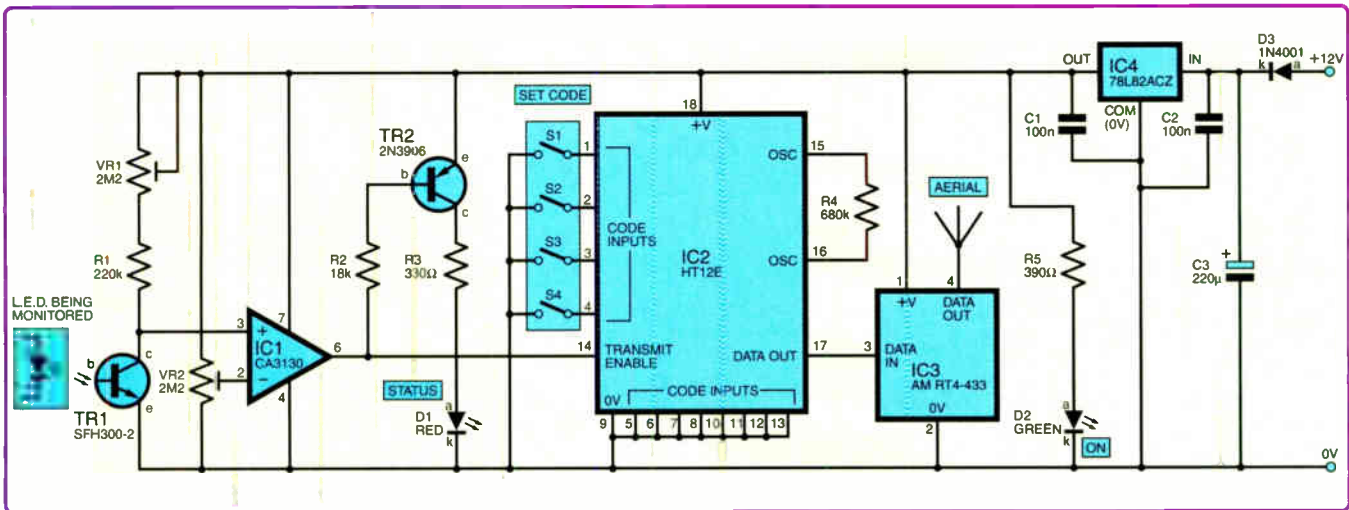 D3
1N4001
k
a
+12V
OUT
IC4
78L82ACZ
IN
COM
(0V)
C1
100n
C2
100n
SET CODE
18
+V
TR2
2N3906
e
b
c
VR1
2M2
S1
1
S2
2
S3
3
S4
4
CODE
INPUTS
IC2
HT12E
OSC
15
OSC
16
R4
680k
AERIAL
R1
220k
R2
18k
R3
330Ω
R5
390Ω
+
C3
220µ
L.E.D. BEING
MONITORED
b
c
e
TR1
SFH300-2
VR2
2M2
3
+
7
IC1
CA3130
6
2
−
4
14
TRANSMIT
ENABLE
DATA OUT
17
3
1
+V
4
DATA
OUT
DATA
IN
IC3
AM RT4-433
0V
2
STATUS
a
D1
RED
k
0V
CODE INPUTS
9
5
6
7
8
10
11
12
13
a
D2
GREEN
k
ON
0V